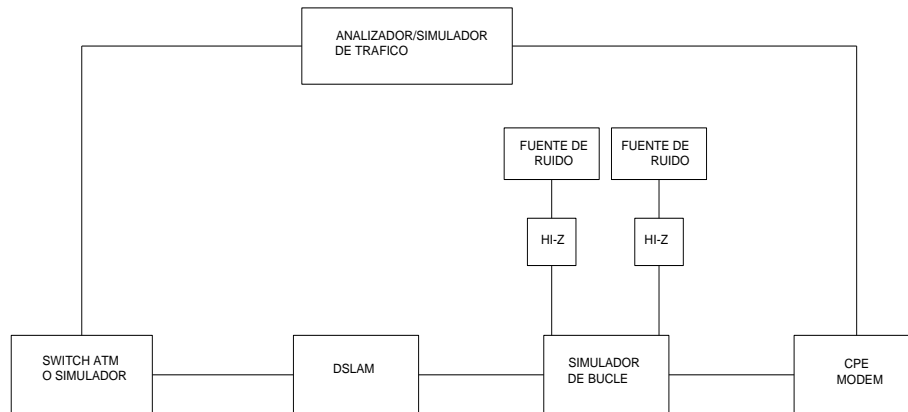 ANALIZADOR/SIMULADOR
DE TRAFICO
FUENTE DE
RUIDO
FUENTE DE
RUIDO
HI-Z
HI-Z
SWITCH ATM
O SIMULADOR
DSLAM
SIMULADOR
DE BUCLE
CPE
MODEM